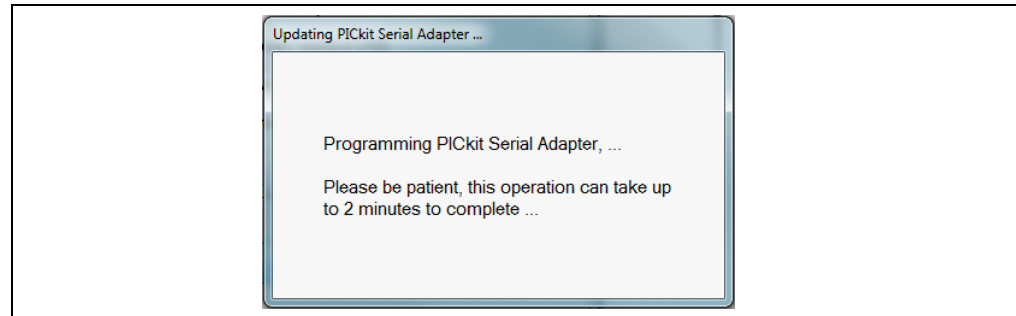 Updating PICkit Serial Adapter ...
Programming PICkit Serial Adapter, ...
Please be patient, this operation can take up
to 2 minutes to complete ...